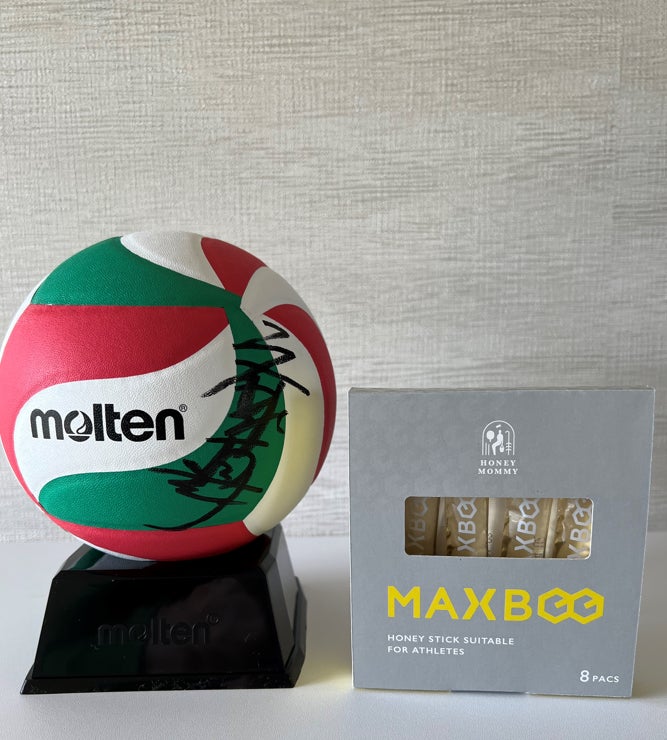 molten®
molten®
HONEY
MOMMY
MAXBEE
HONEY STICK SUITABLE
FOR ATHLETES
8 PACS